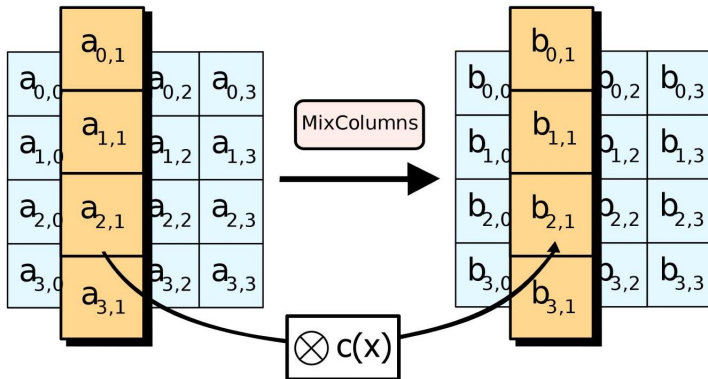 a0,0 a0,1 a0,2 a0,3
a1,0 a1,1 a1,2 a1,3
a2,0 a2,1 a2,2 a2,3
a3,0 a3,1 a3,2 a3,3
MixColumns
b0,0 b0,1 b0,2 b0,3
b1,0 b1,1 b1,2 b1,3
b2,0 b2,1 b2,2 b2,3
b3,0 b3,1 b3,2 b3,3
⊗ c(x)